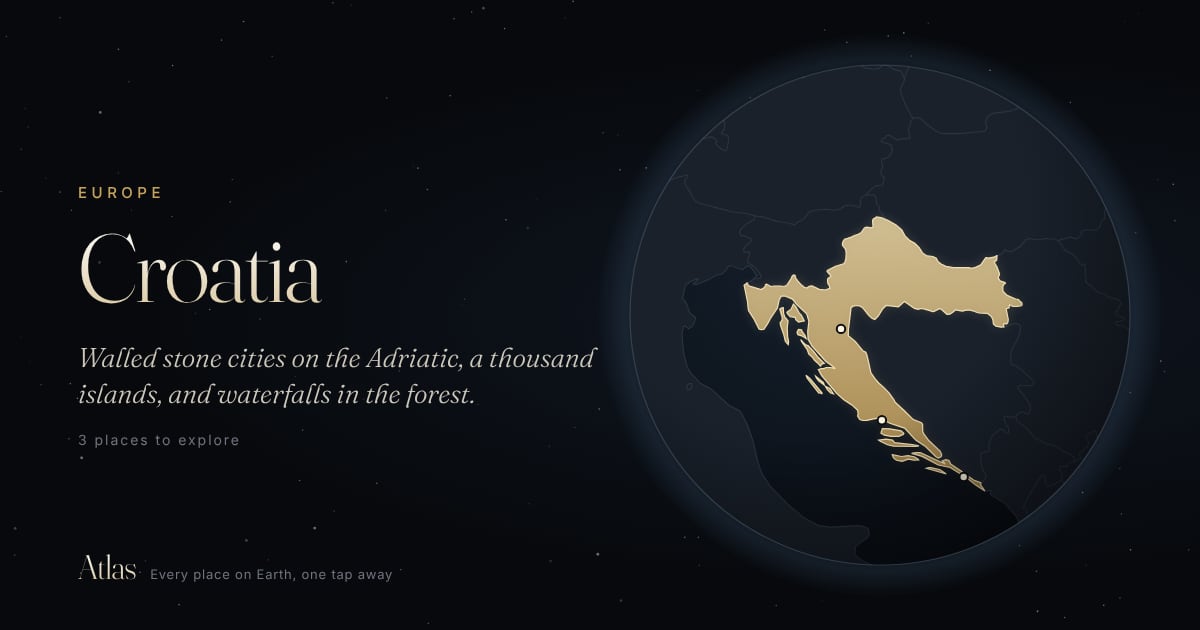 EUROPE
Croatia
Walled stone cities on the Adriatic, a thousand
islands, and waterfalls in the forest.
3 places to explore
Atlas Every place on Earth, one tap away